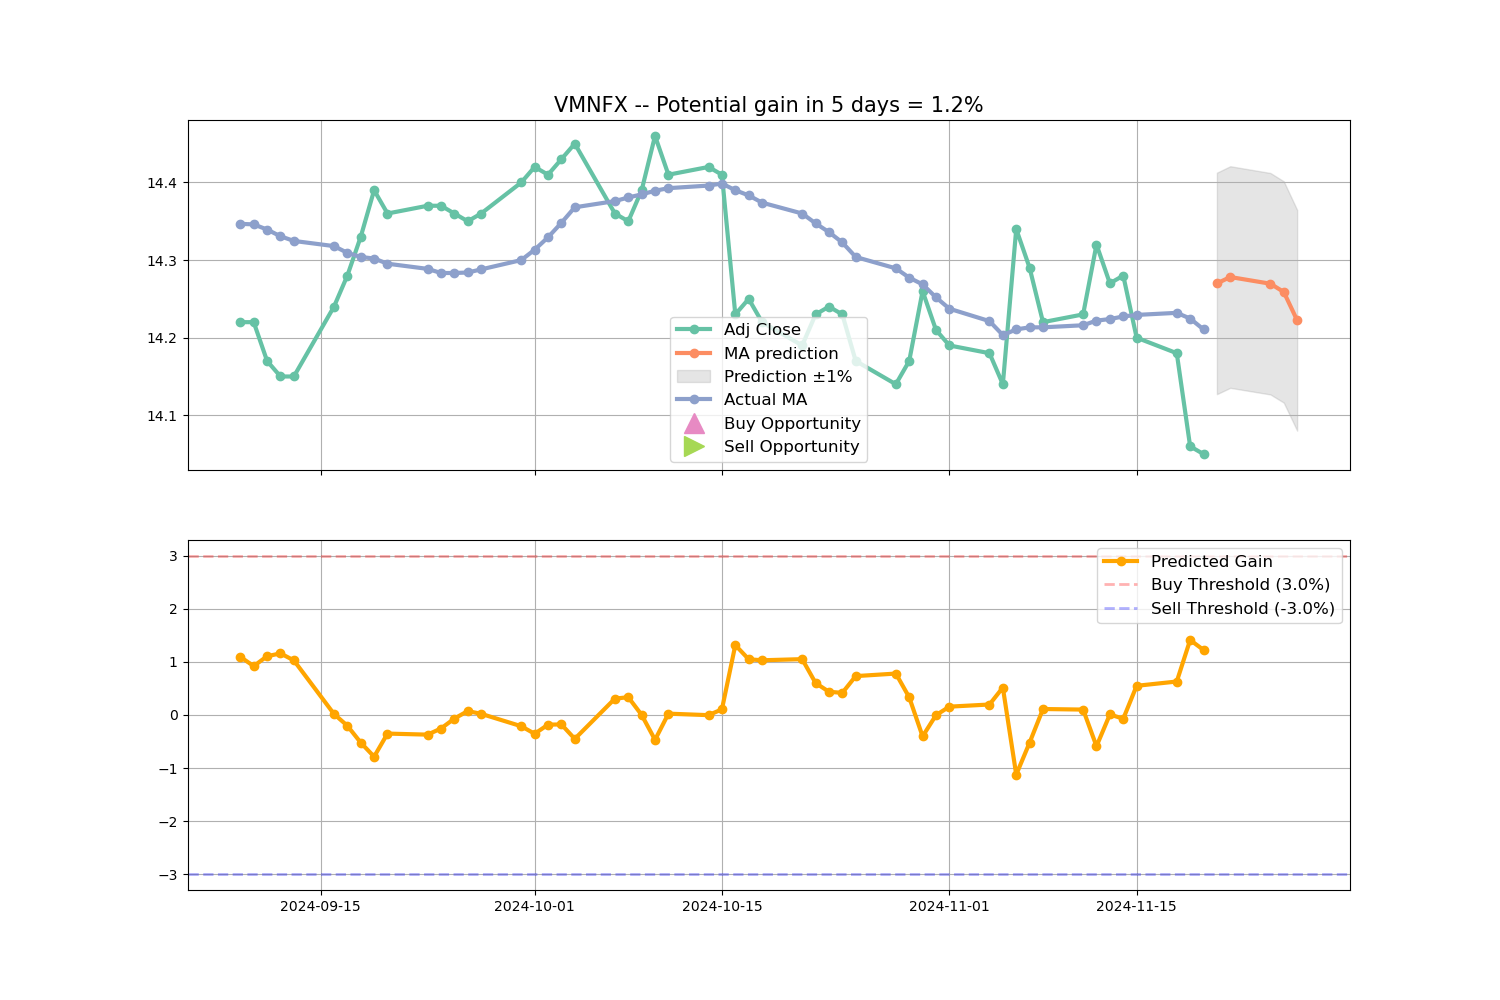 VMNFX -- Potential gain in 5 days = 1.2%
14.4
14.3
14.2
14.1
Adj Close
MA prediction
Prediction ±1%
Actual MA
Buy Opportunity
Sell Opportunity
3
2
1
0
−1
−2
−3
Predicted Gain
Buy Threshold (3.0%)
Sell Threshold (-3.0%)
2024-09-15
2024-10-01
2024-10-15
2024-11-01
2024-11-15